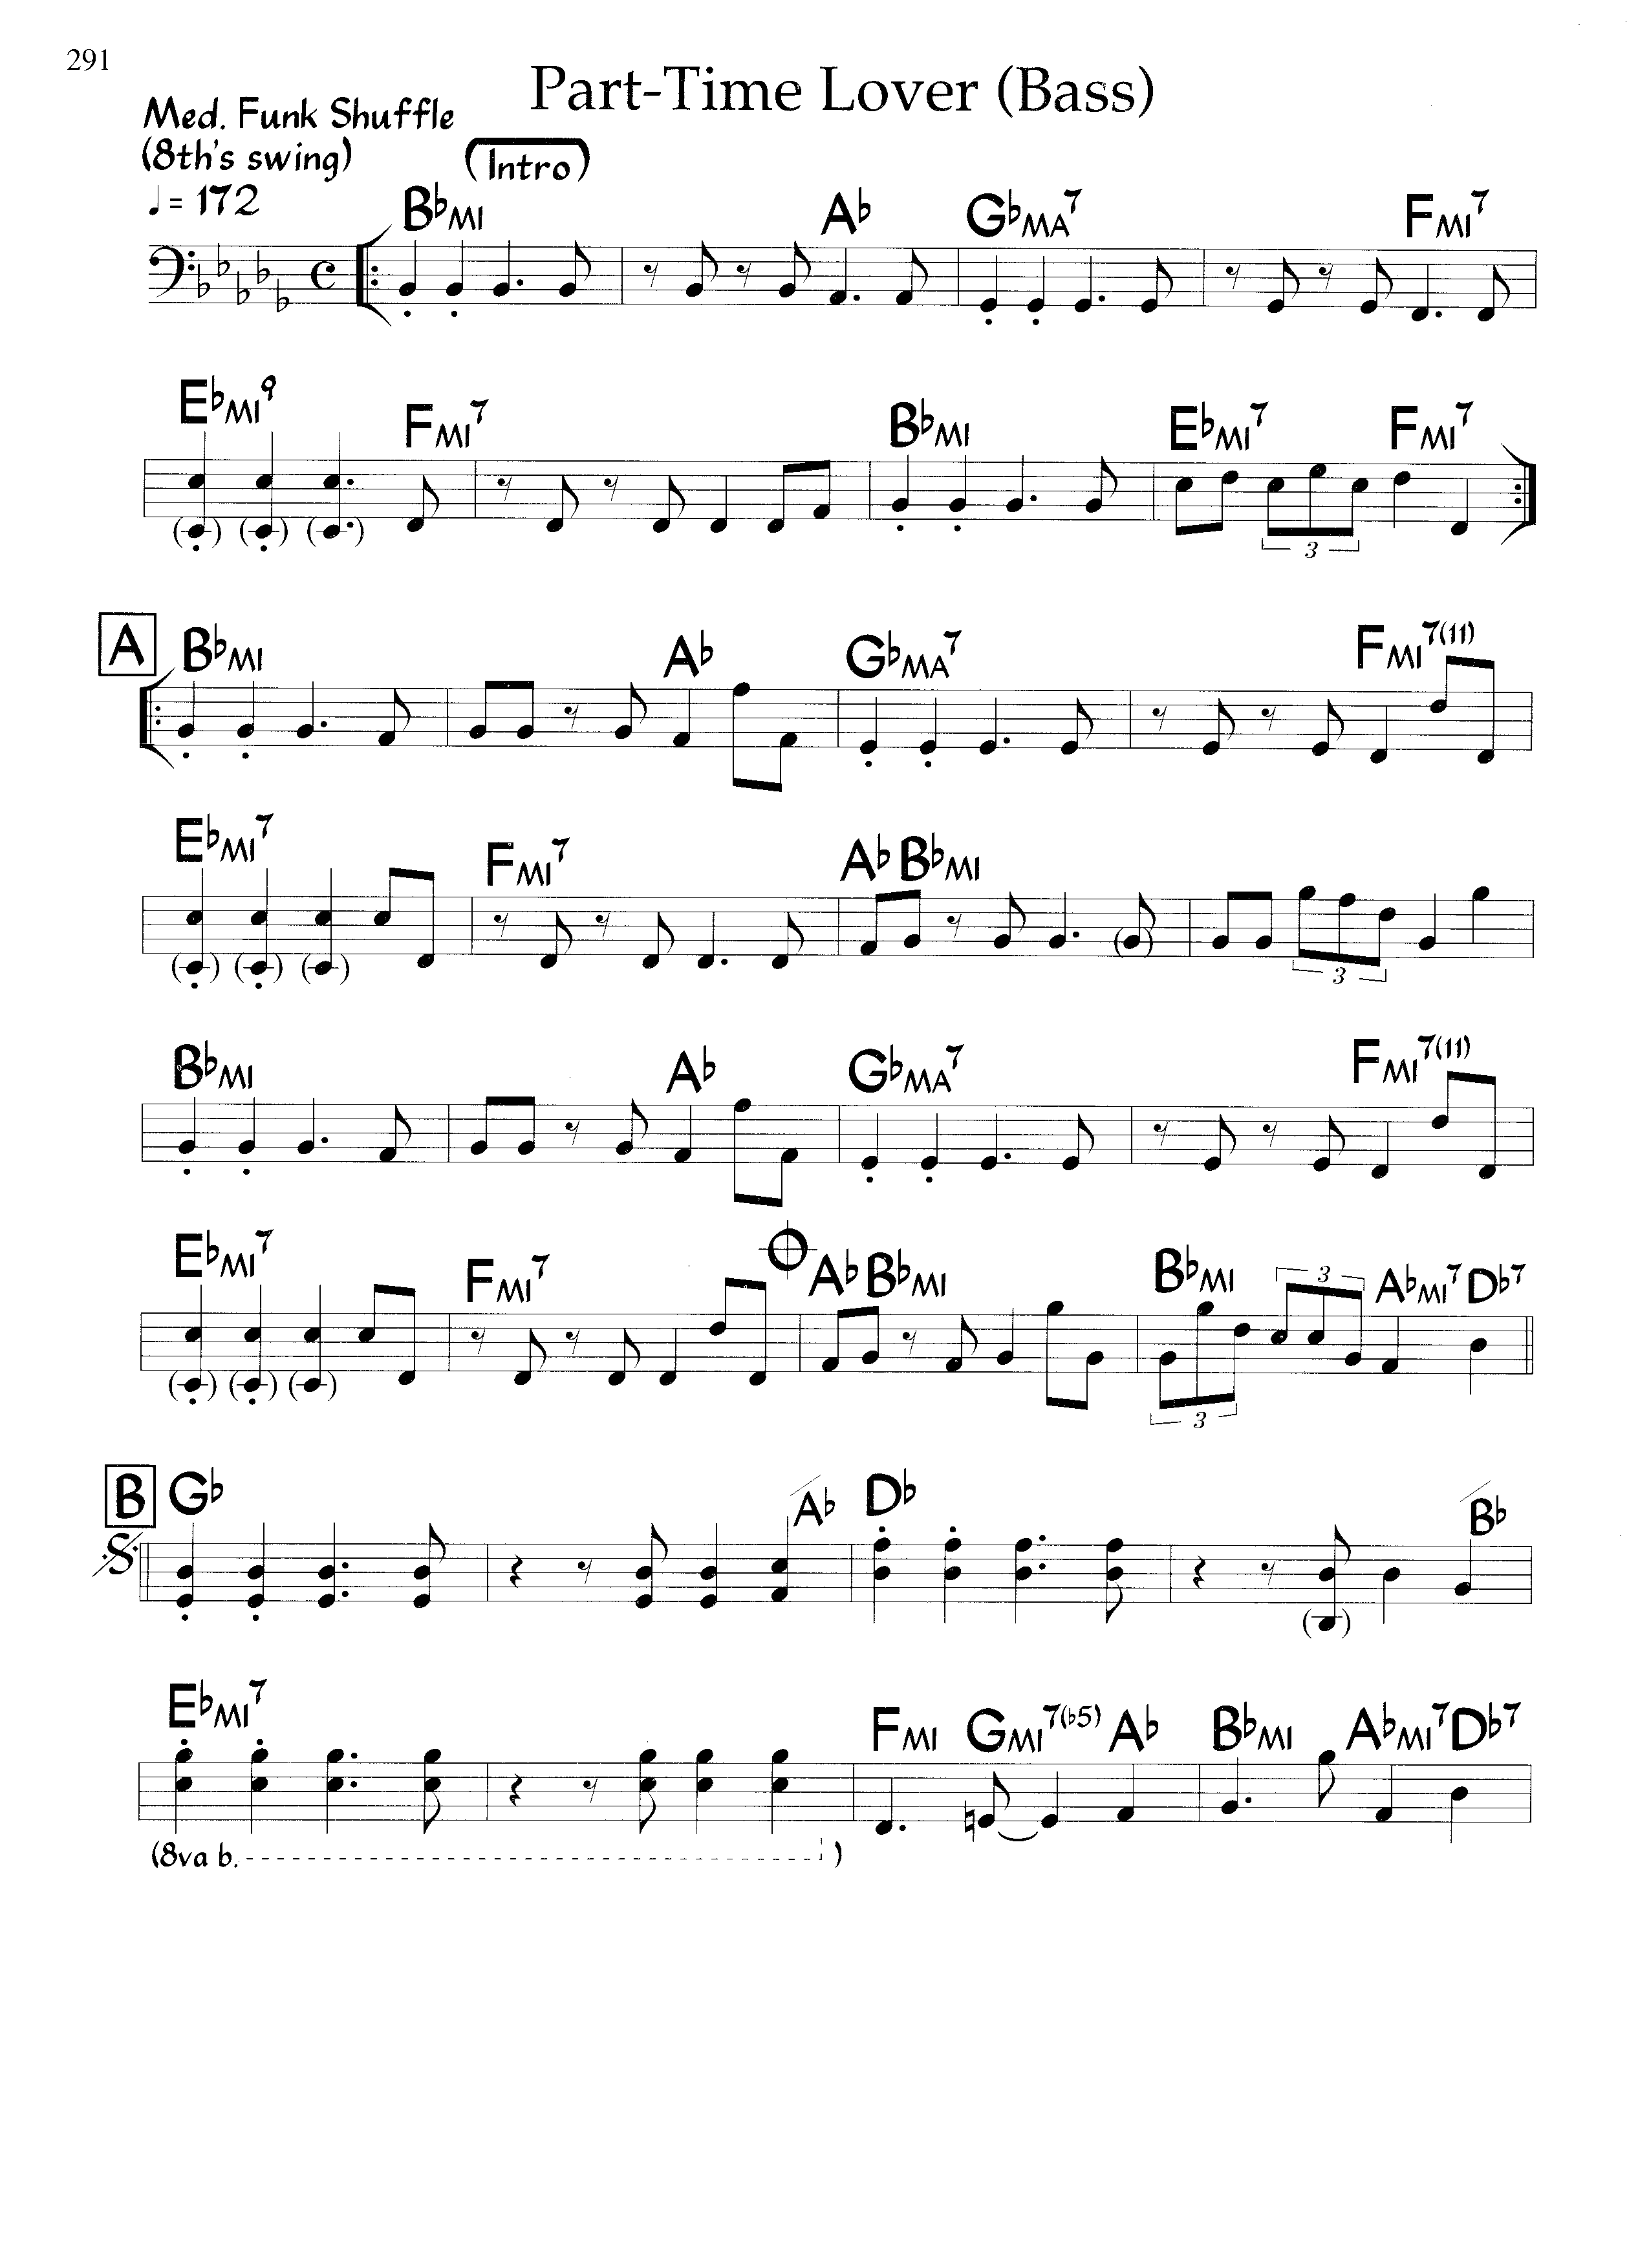 291
Part-Time Lover (Bass)
Med. Funk Shuffle
(8th's swing)
♩= 172
(Intro)
B♭MI A♭ G♭MA7 FMI7
E♭MI9 FMI7 B♭MI E♭MI7 FMI7
3
A B♭MI A♭ G♭MA7 FMI7(11)
E♭MI7 FMI7 A♭ B♭MI
3
B♭MI A♭ G♭MA7 FMI7(11)
E♭MI7 FMI7 A♭ B♭MI B♭MI 3 A♭MI7 D♭7
3
B G♭ /A♭ D♭ /B♭
E♭MI7 FMI GMI7(♭5) A♭ B♭MI A♭MI7 D♭7
(8va b. )